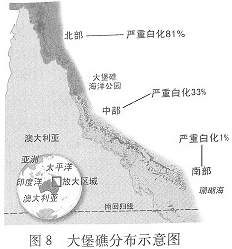 北部
严重白化81%
大堡礁
海洋公园
严重白化33%
中部
严重白化1%
澳大利亚
南部
亚洲
太平洋
珊瑚海
印度洋
放大区域
澳大利亚
南回归线
图8 大堡礁分布示意图